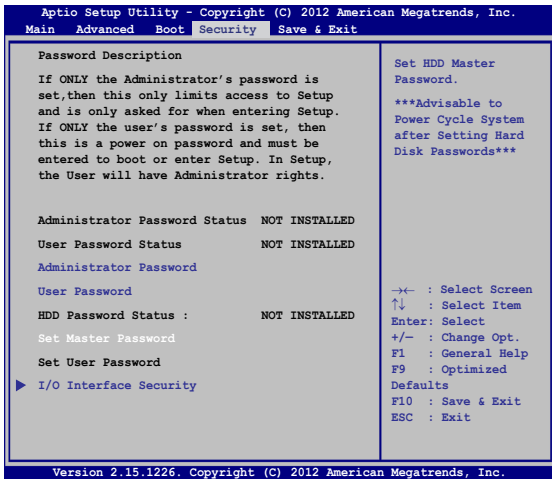 Aptio Setup Utility - Copyright (C) 2012 American Megatrends, Inc.
Main Advanced Boot Security Save & Exit
Password Description
If ONLY the Administrator's password is
set,then this only limits access to Setup
and is only asked for when entering Setup.
If ONLY the user's password is set, then
this is a power on password and must be
entered to boot or enter Setup. In Setup,
the User will have Administrator rights.
Administrator Password Status NOT INSTALLED
User Password Status NOT INSTALLED
Administrator Password
User Password
HDD Password Status : NOT INSTALLED
Set Master Password
Set User Password
I/O Interface Security
Set HDD Master
Password.
***Advisable to
Power Cycle System
after Setting Hard
Disk Passwords***
→← : Select Screen
↑↓ : Select Item
Enter: Select
+/— : Change Opt.
F1 : General Help
F9 : Optimized
Defaults
F10 : Save & Exit
ESC : Exit
Version 2.15.1226. Copyright (C) 2012 American Megatrends, Inc.